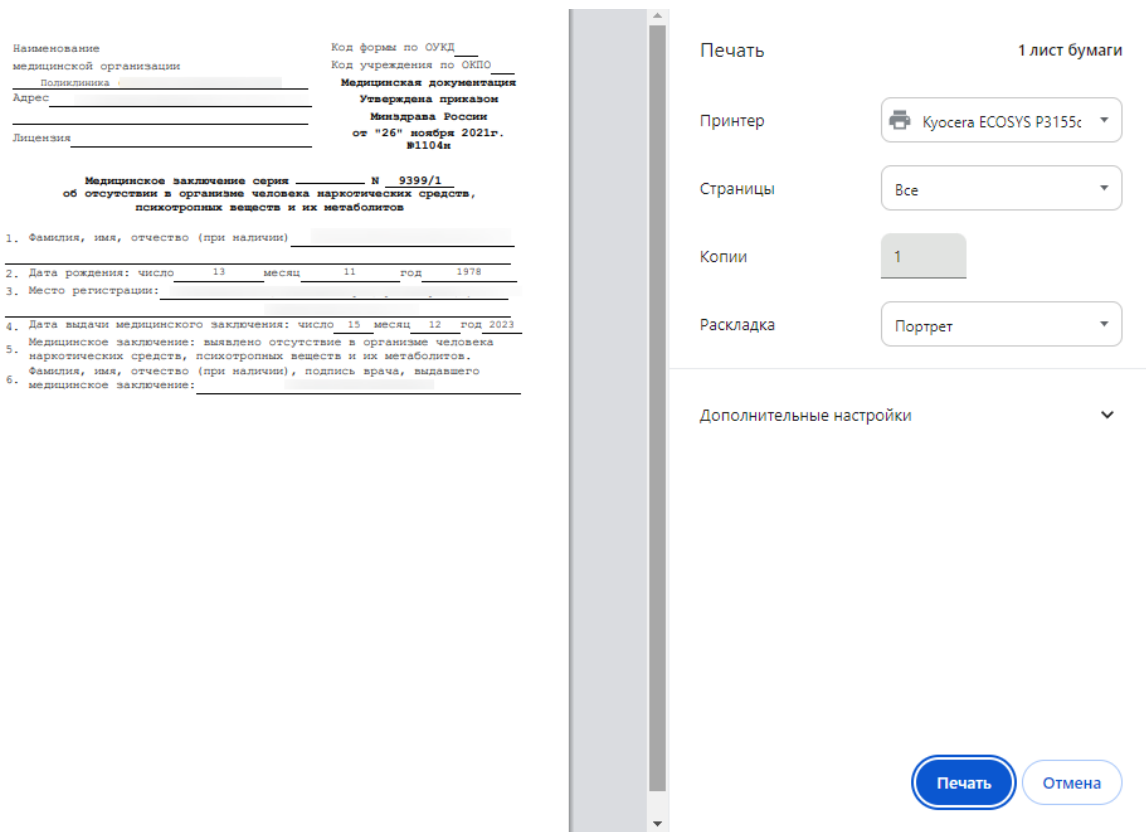 Наименование
медицинской организации
Поликлиника
Адрес
Лицензия
Код формы по ОУКД
Код учреждения по ОКПО
Медицинская документация
Утверждена приказом
Минздрава России
от "26" ноября 2021г.
№1104н
Медицинское заключение серия N 9399/1
об отсутствии в организме человека наркотических средств,
психотропных веществ и их метаболитов
1. Фамилия, имя, отчество (при наличии)
2. Дата рождения: число 13 месяц 11 год 1978
3. Место регистрации:
4. Дата выдачи медицинского заключения: число 15 месяц 12 год 2023
5. Медицинское заключение: выявлено отсутствие в организме человека
наркотических средств, психотропных веществ и их метаболитов.
6. Фамилия, имя, отчество (при наличии), подпись врача, выдавшего
медицинское заключение:
Печать 1 лист бумаги
Принтер Kyocera ECOSYS P3155d
Страницы Все
Копии 1
Раскладка Портрет
Дополнительные настройки
Печать Отмена